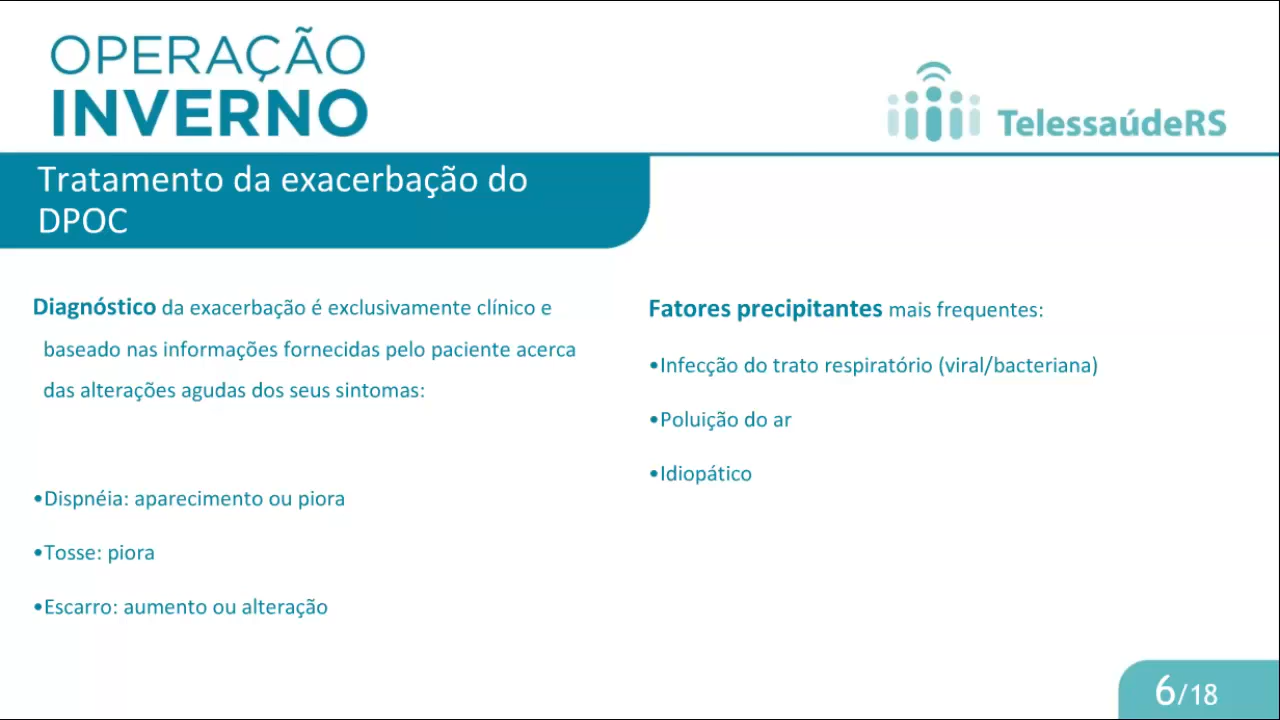 OPERAÇÃO
INVERNO
TelessaúdeRS
Tratamento da exacerbação do
DPOC
Diagnóstico da exacerbação é exclusivamente clínico e
baseado nas informações fornecidas pelo paciente acerca
das alterações agudas dos seus sintomas:
•Dispnéia: aparecimento ou piora
•Tosse: piora
•Escarro: aumento ou alteração
Fatores precipitantes mais frequentes:
•Infecção do trato respiratório (viral/bacteriana)
•Poluição do ar
•Idiopático
6/18